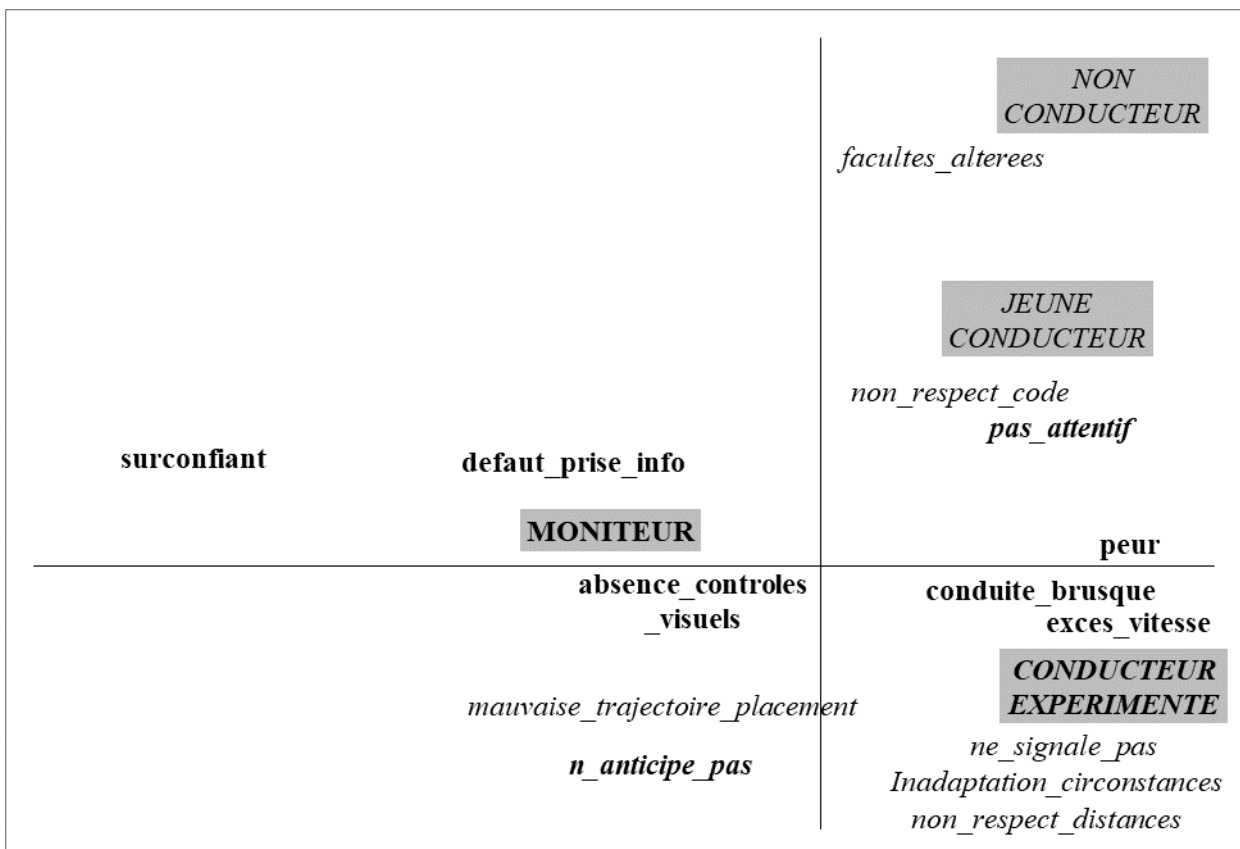 NON
CONDUCTEUR
facultes_alterees
JEUNE
CONDUCTEUR
non_respect_code
pas_attentif
surconfiant
defaut_prise_info
MONITEUR
peur
absence_controles
_visuels
conduite_brusque
exces_vitesse
CONDUCTEUR
EXPERIMENTE
mauvaise_trajectoire_placement
ne_signale_pas
n_anticipe_pas
Inadaptation_circonstances
non_respect_distances